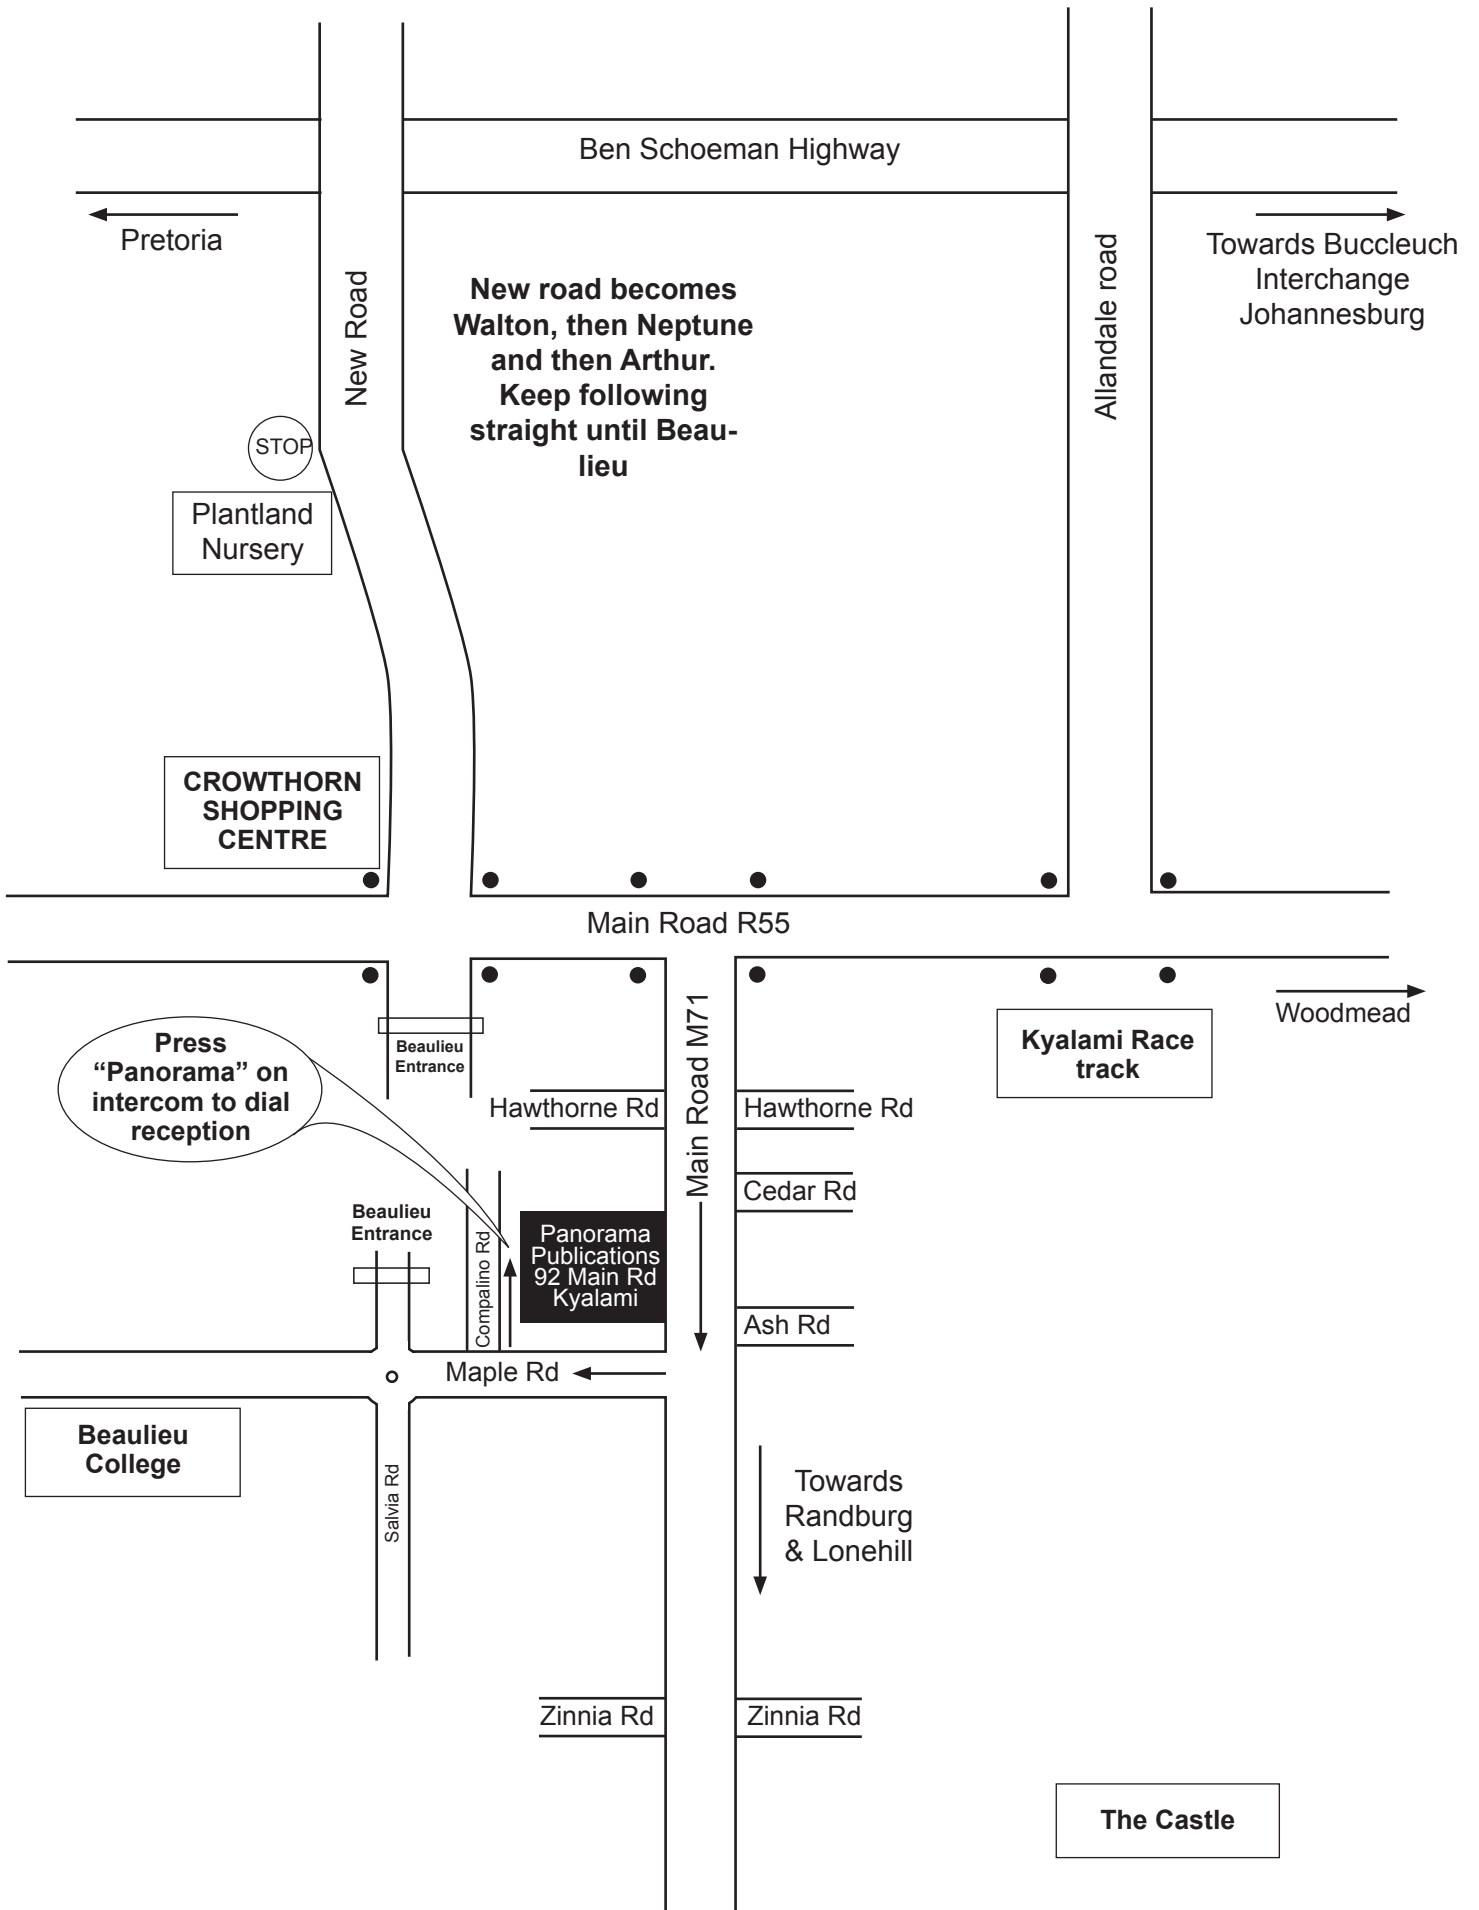 Ben Schoeman Highway
Pretoria
Towards Buccleuch
Interchange
Johannesburg
New Road
New road becomes
Walton, then Neptune
and then Arthur.
Keep following
straight until Beau-
lieu
Allandale road
STOP
Plantland
Nursery
CROWTHORN
SHOPPING
CENTRE
Main Road R55
Woodmead
Kyalami Race
track
Main Road M71
Beaulieu
Entrance
Press
“Panorama” on
intercom to dial
reception
Hawthorne Rd
Hawthorne Rd
Cedar Rd
Beaulieu
Entrance
Compalino Rd
Panorama
Publications
92 Main Rd
Kyalami
Ash Rd
Maple Rd
Beaulieu
College
Salvia Rd
Towards
Randburg
& Lonehill
Zinnia Rd
Zinnia Rd
The Castle